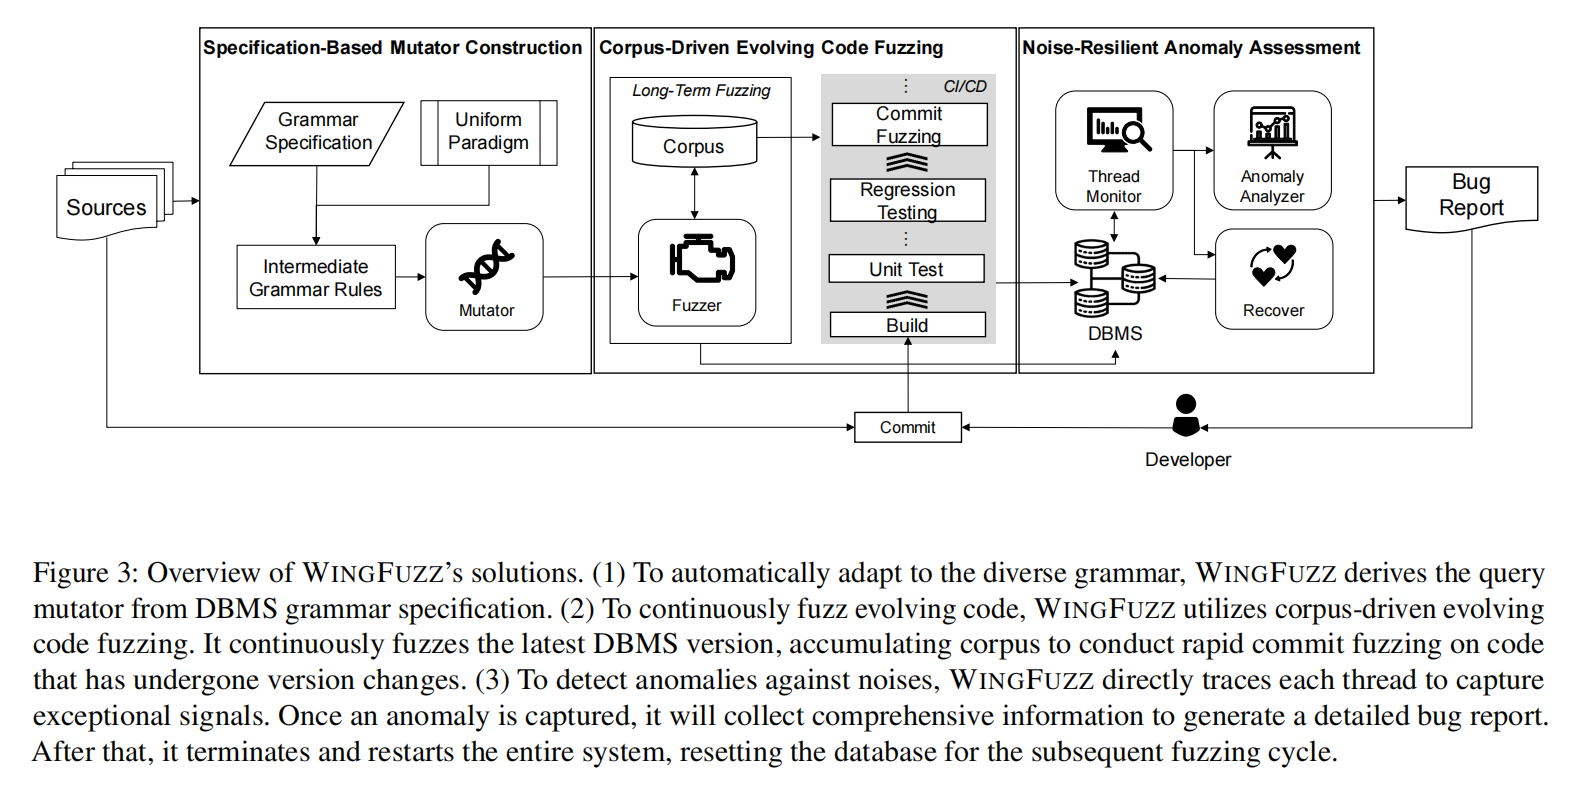 Specification-Based Mutator Construction
Corpus-Driven Evolving Code Fuzzing
Noise-Resilient Anomaly Assessment
Sources
Grammar
Specification
Uniform
Paradigm
Intermediate
Grammar Rules
Mutator
Long-Term Fuzzing
Corpus
Fuzzer
CI/CD
Commit
Fuzzing
Regression
Testing
Unit Test
Build
Thread
Monitor
Anomaly
Analyzer
DBMS
Recover
Bug
Report
Commit
Developer
Figure 3: Overview of WINGFUZZ's solutions. (1) To automatically adapt to the diverse grammar, WINGFUZZ derives the query
mutator from DBMS grammar specification. (2) To continuously fuzz evolving code, WINGFUZZ utilizes corpus-driven evolving
code fuzzing. It continuously fuzzes the latest DBMS version, accumulating corpus to conduct rapid commit fuzzing on code
that has undergone version changes. (3) To detect anomalies against noises, WINGFUZZ directly traces each thread to capture
exceptional signals. Once an anomaly is captured, it will collect comprehensive information to generate a detailed bug report.
After that, it terminates and restarts the entire system, resetting the database for the subsequent fuzzing cycle.